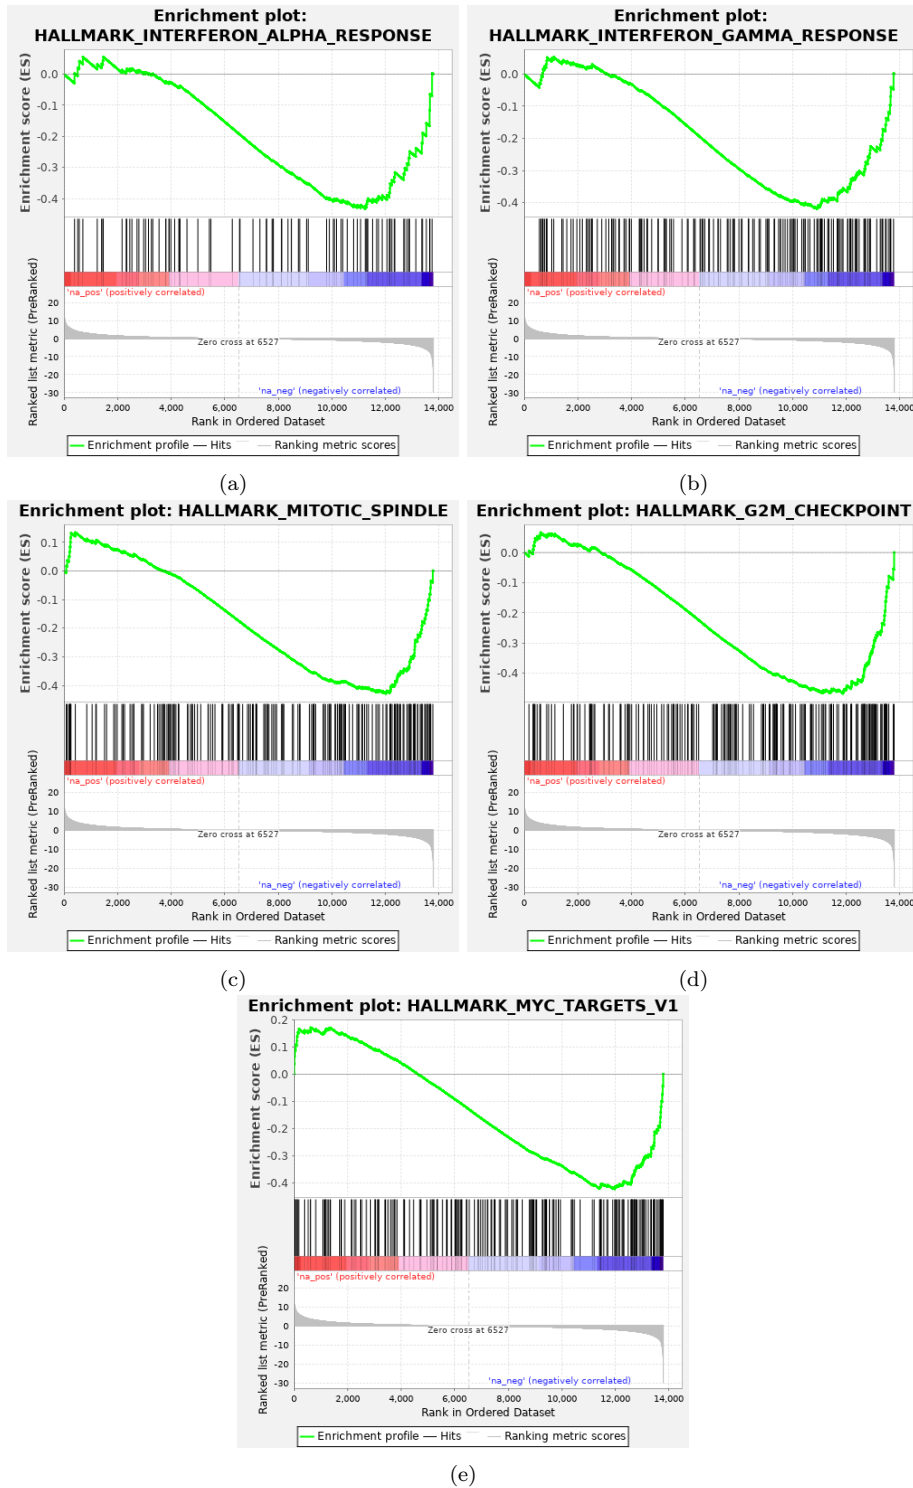 Enrichment plot:
HALLMARK_INTERFERON_ALPHA_RESPONSE
Enrichment score (ES)
0.0
-0.1
-0.2
-0.3
-0.4
'na_pos' (positively correlated)
Ranked list metric (PreRanked)
20
10
0
-10
-20
-30
Zero cross at 6527
'na_neg' (negatively correlated)
0 2,000 4,000 6,000 8,000 10,000 12,000 14,000
Rank in Ordered Dataset
Enrichment profile Hits Ranking metric scores
(a)
Enrichment plot:
HALLMARK_INTERFERON_GAMMA_RESPONSE
Enrichment score (ES)
0.0
-0.1
-0.2
-0.3
-0.4
'na_pos' (positively correlated)
Ranked list metric (PreRanked)
20
10
0
-10
-20
-30
Zero cross at 6527
'na_neg' (negatively correlated)
0 2,000 4,000 6,000 8,000 10,000 12,000 14,000
Rank in Ordered Dataset
Enrichment profile Hits Ranking metric scores
(b)
Enrichment plot: HALLMARK_MITOTIC_SPINDLE
Enrichment score (ES)
0.1
0.0
-0.1
-0.2
-0.3
-0.4
'na_pos' (positively correlated)
Ranked list metric (PreRanked)
20
10
0
-10
-20
-30
Zero cross at 6527
'na_neg' (negatively correlated)
0 2,000 4,000 6,000 8,000 10,000 12,000 14,000
Rank in Ordered Dataset
Enrichment profile Hits Ranking metric scores
(c)
Enrichment plot: HALLMARK_G2M_CHECKPOINT
Enrichment score (ES)
0.0
-0.1
-0.2
-0.3
-0.4
'na_pos' (positively correlated)
Ranked list metric (PreRanked)
20
10
0
-10
-20
-30
Zero cross at 6527
'na_neg' (negatively correlated)
0 2,000 4,000 6,000 8,000 10,000 12,000 14,000
Rank in Ordered Dataset
Enrichment profile Hits Ranking metric scores
(d)
Enrichment plot: HALLMARK_MYC_TARGETS_V1
Enrichment score (ES)
0.2
0.1
0.0
-0.1
-0.2
-0.3
-0.4
'na_pos' (positively correlated)
Ranked list metric (PreRanked)
20
10
0
-10
-20
-30
Zero cross at 6527
'na_neg' (negatively correlated)
0 2,000 4,000 6,000 8,000 10,000 12,000 14,000
Rank in Ordered Dataset
Enrichment profile Hits Ranking metric scores
(e)